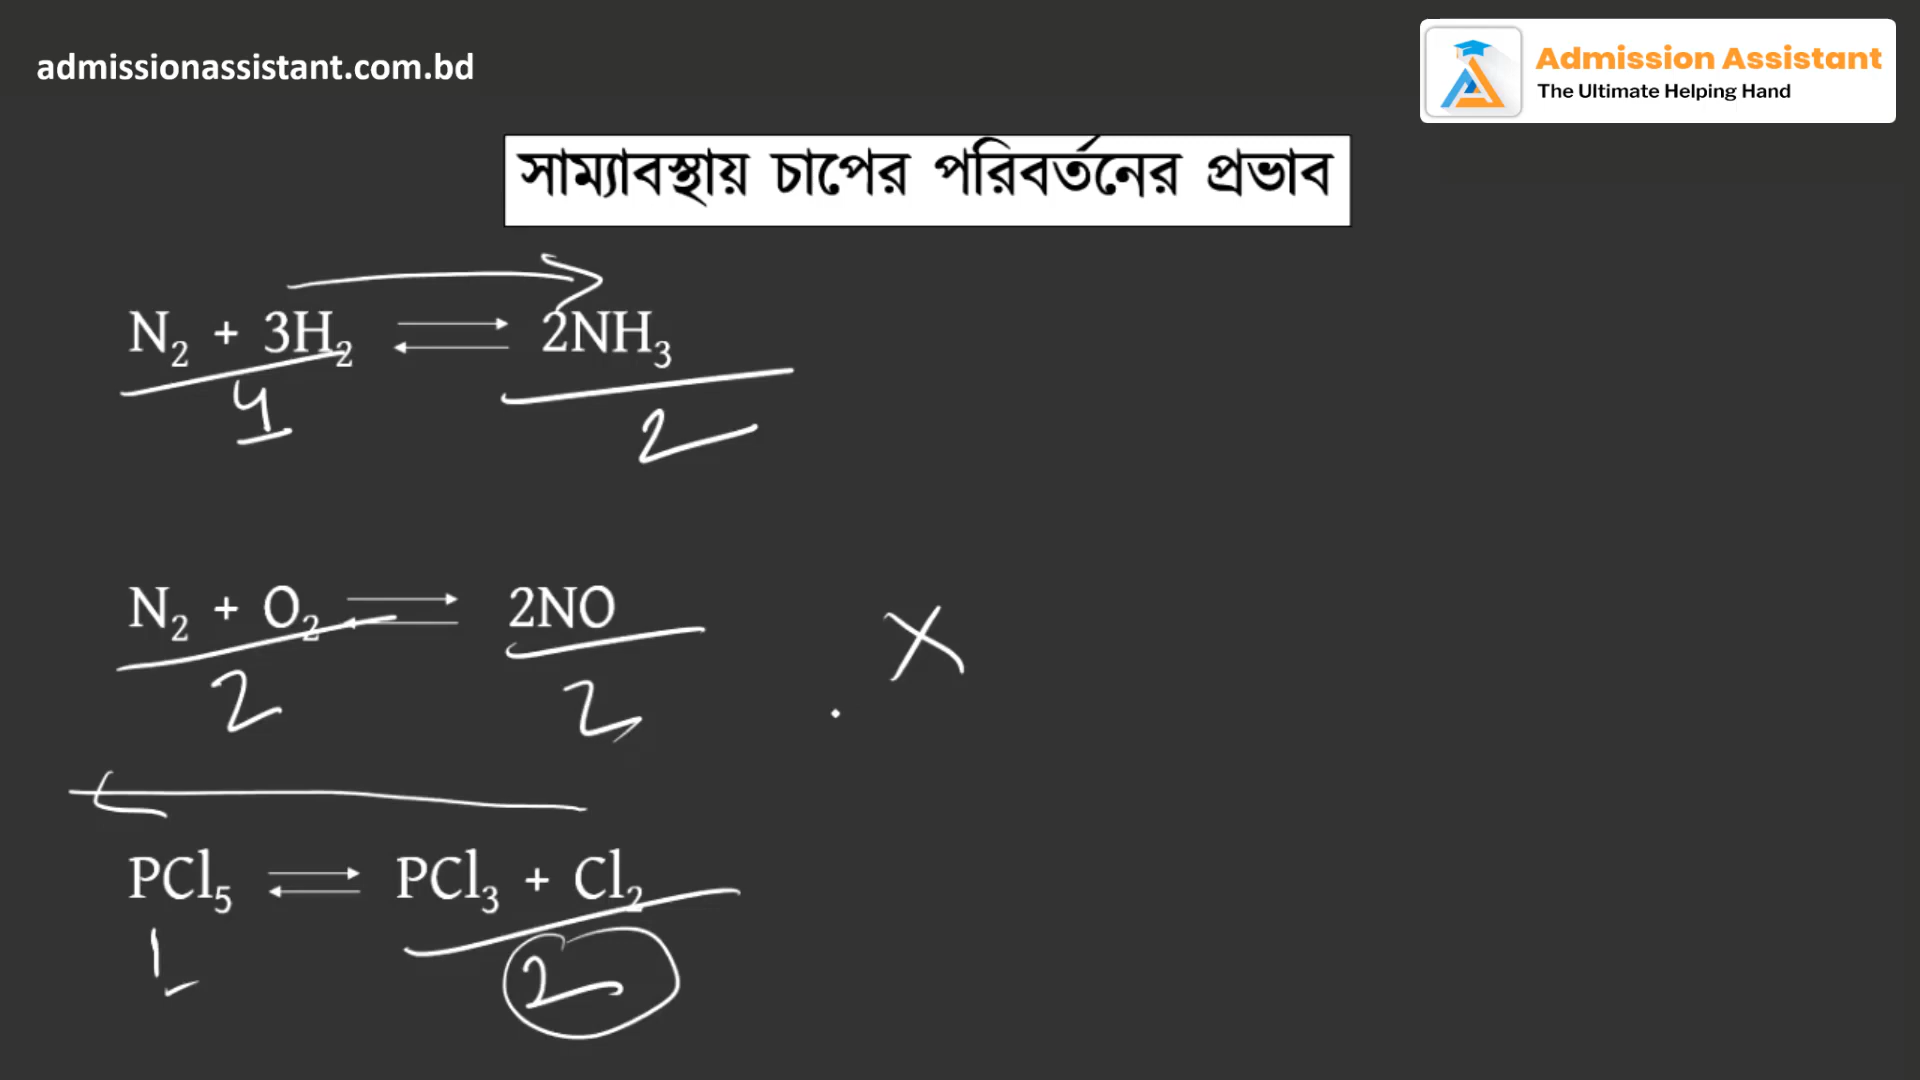 admissionassistant.com.bd
Admission Assistant
The Ultimate Helping Hand
সাম্যাবস্থায় চাপের পরিবর্তনের প্রভাব
N₂ + 3H₂ ⇌ 2NH₃
4 2
N₂ + O₂ ⇌ 2NO X
2 2
PCl₅ ⇌ PCl₃ + Cl₂
1 2